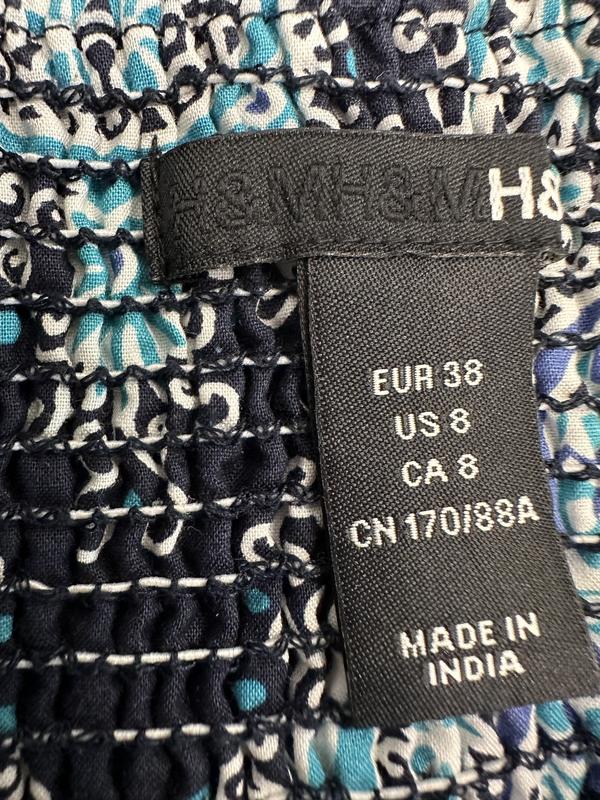 H&MH&MH&
EUR 38
US 8
CA 8
CN 170/88A
MADE IN
INDIA